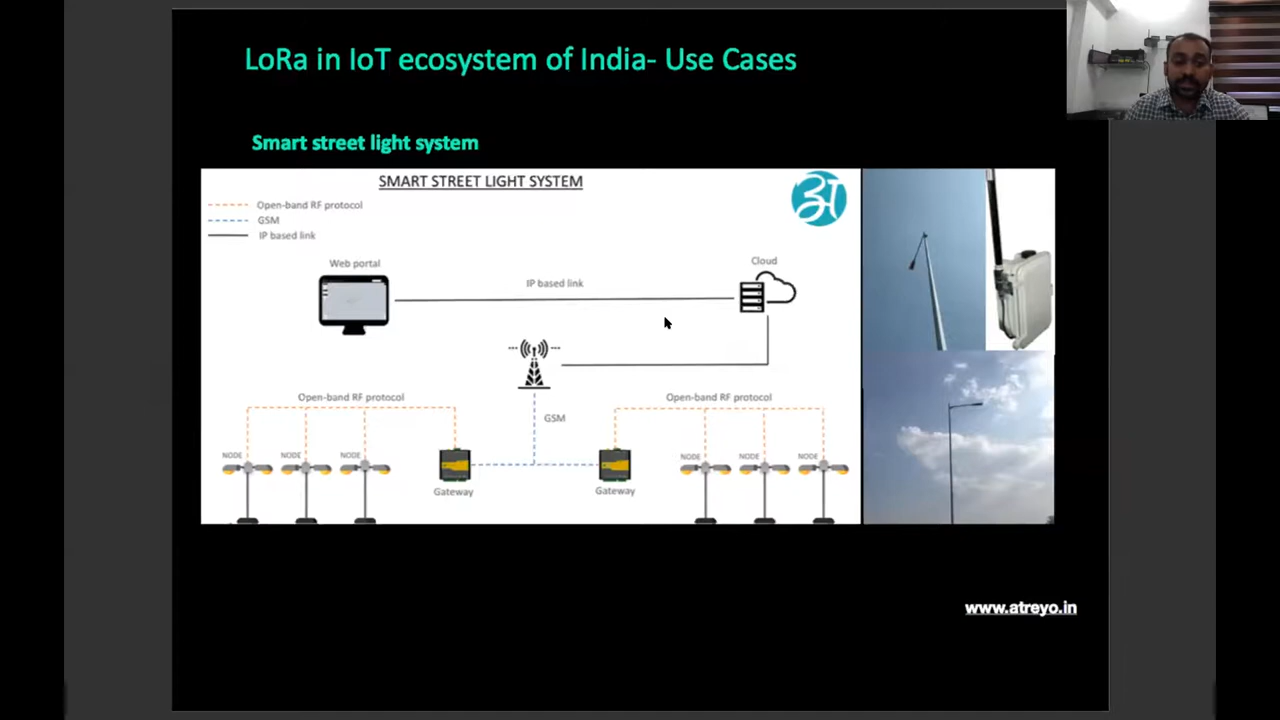 LoRa in IoT ecosystem of India- Use Cases
Smart street light system
SMART STREET LIGHT SYSTEM
अ
Open-band RF protocol
GSM
IP based link
Web portal
Cloud
IP based link
Open-band RF protocol
Open-band RF protocol
GSM
NODE
NODE
NODE
NODE
NODE
NODE
Gateway
Gateway
www.atreyo.in